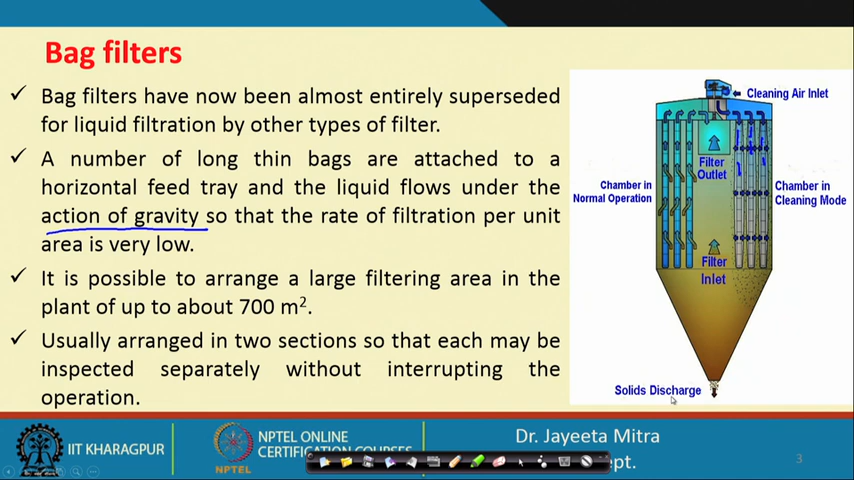 Bag filters
✓ Bag filters have now been almost entirely superseded
for liquid filtration by other types of filter.
✓ A number of long thin bags are attached to a
horizontal feed tray and the liquid flows under the
action of gravity so that the rate of filtration per unit
area is very low.
✓ It is possible to arrange a large filtering area in the
plant of up to about 700 m².
✓ Usually arranged in two sections so that each may be
inspected separately without interrupting the
operation.
Cleaning Air Inlet
Filter
Outlet
Chamber in
Normal Operation
Chamber in
Cleaning Mode
Filter
Inlet
Solids Discharge
IIT KHARAGPUR
NPTEL
NPTEL ONLINE
CERTIFICATION COURSES
Dr. Jayeeta Mitra
ept.
3